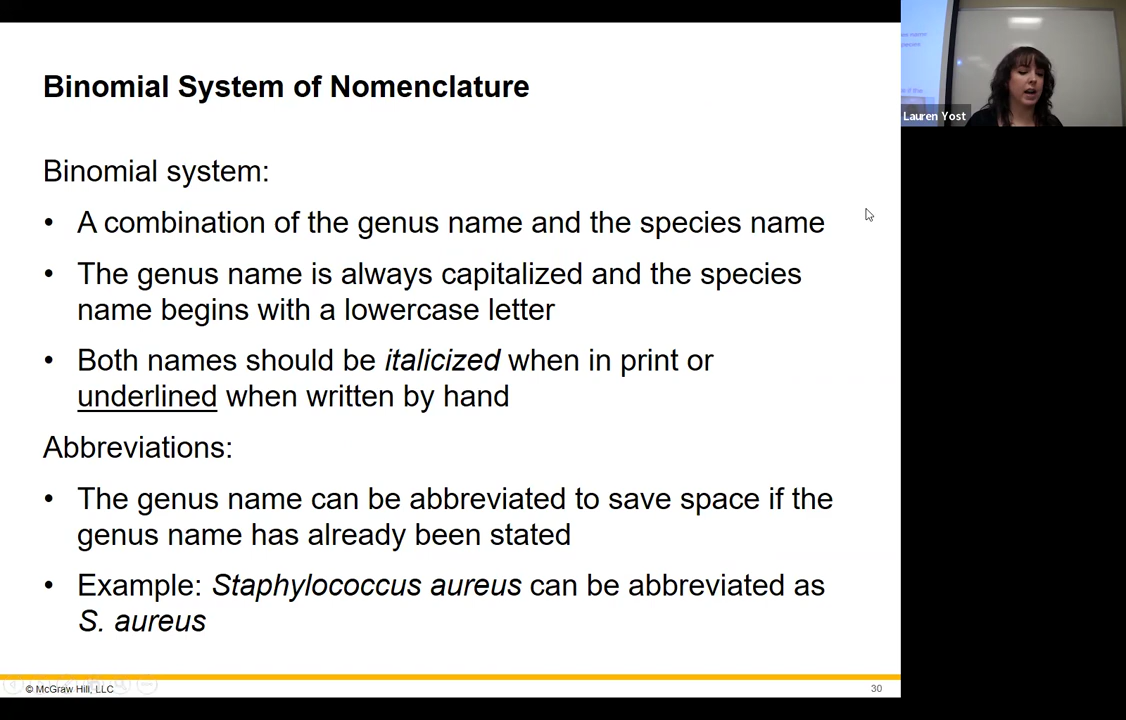 Binomial System of Nomenclature
Lauren Yost
Binomial system:
• A combination of the genus name and the species name
• The genus name is always capitalized and the species
name begins with a lowercase letter
• Both names should be italicized when in print or
underlined when written by hand
Abbreviations:
• The genus name can be abbreviated to save space if the
genus name has already been stated
• Example: Staphylococcus aureus can be abbreviated as
S. aureus
© McGraw Hill, LLC
30